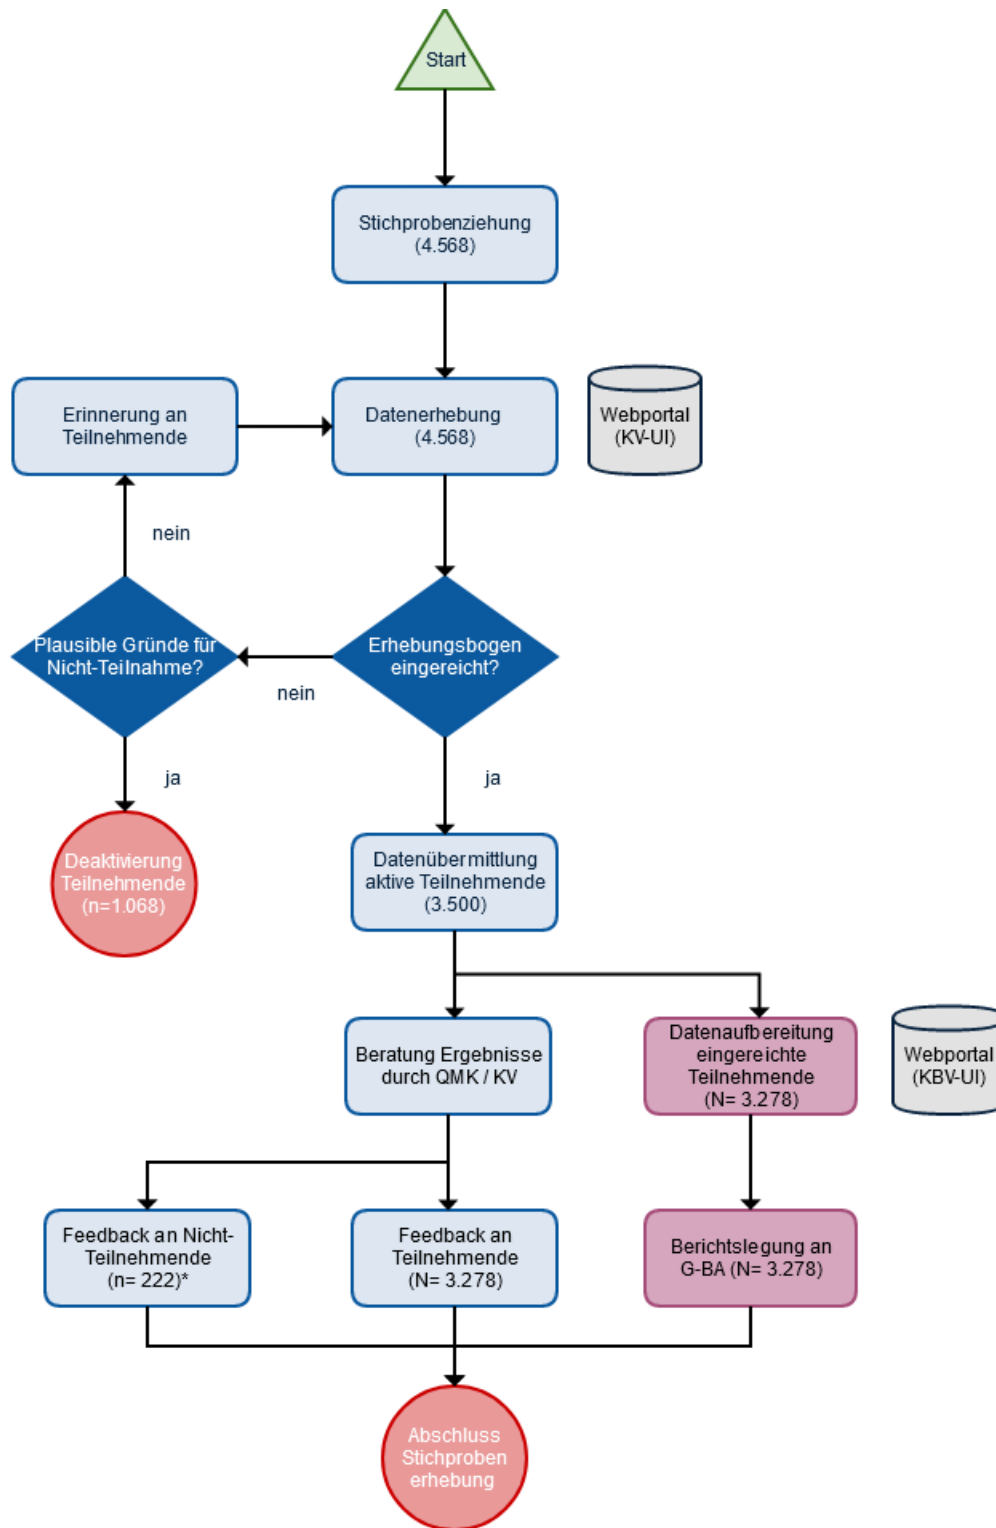 Start
Stichprobenziehung
(4.568)
Erinnerung an
Teilnehmende
Datenerhebung
(4.568)
Webportal
(KV-UI)
nein
Plausible Gründe für
Nicht-Teilnahme?
Erhebungsbogen
eingereicht?
nein
ja
ja
Deaktivierung
Teilnehmende
(n=1.068)
Datenübermittlung
aktive Teilnehmende
(3.500)
Beratung Ergebnisse
durch QMK / KV
Datenaufbereitung
eingereichte
Teilnehmende
(N= 3.278)
Webportal
(KBV-UI)
Feedback an Nicht-
Teilnehmende
(n= 222)*
Feedback an
Teilnehmende
(N= 3.278)
Berichtslegung an
G-BA (N= 3.278)
Abschluss
Stichproben
erhebung